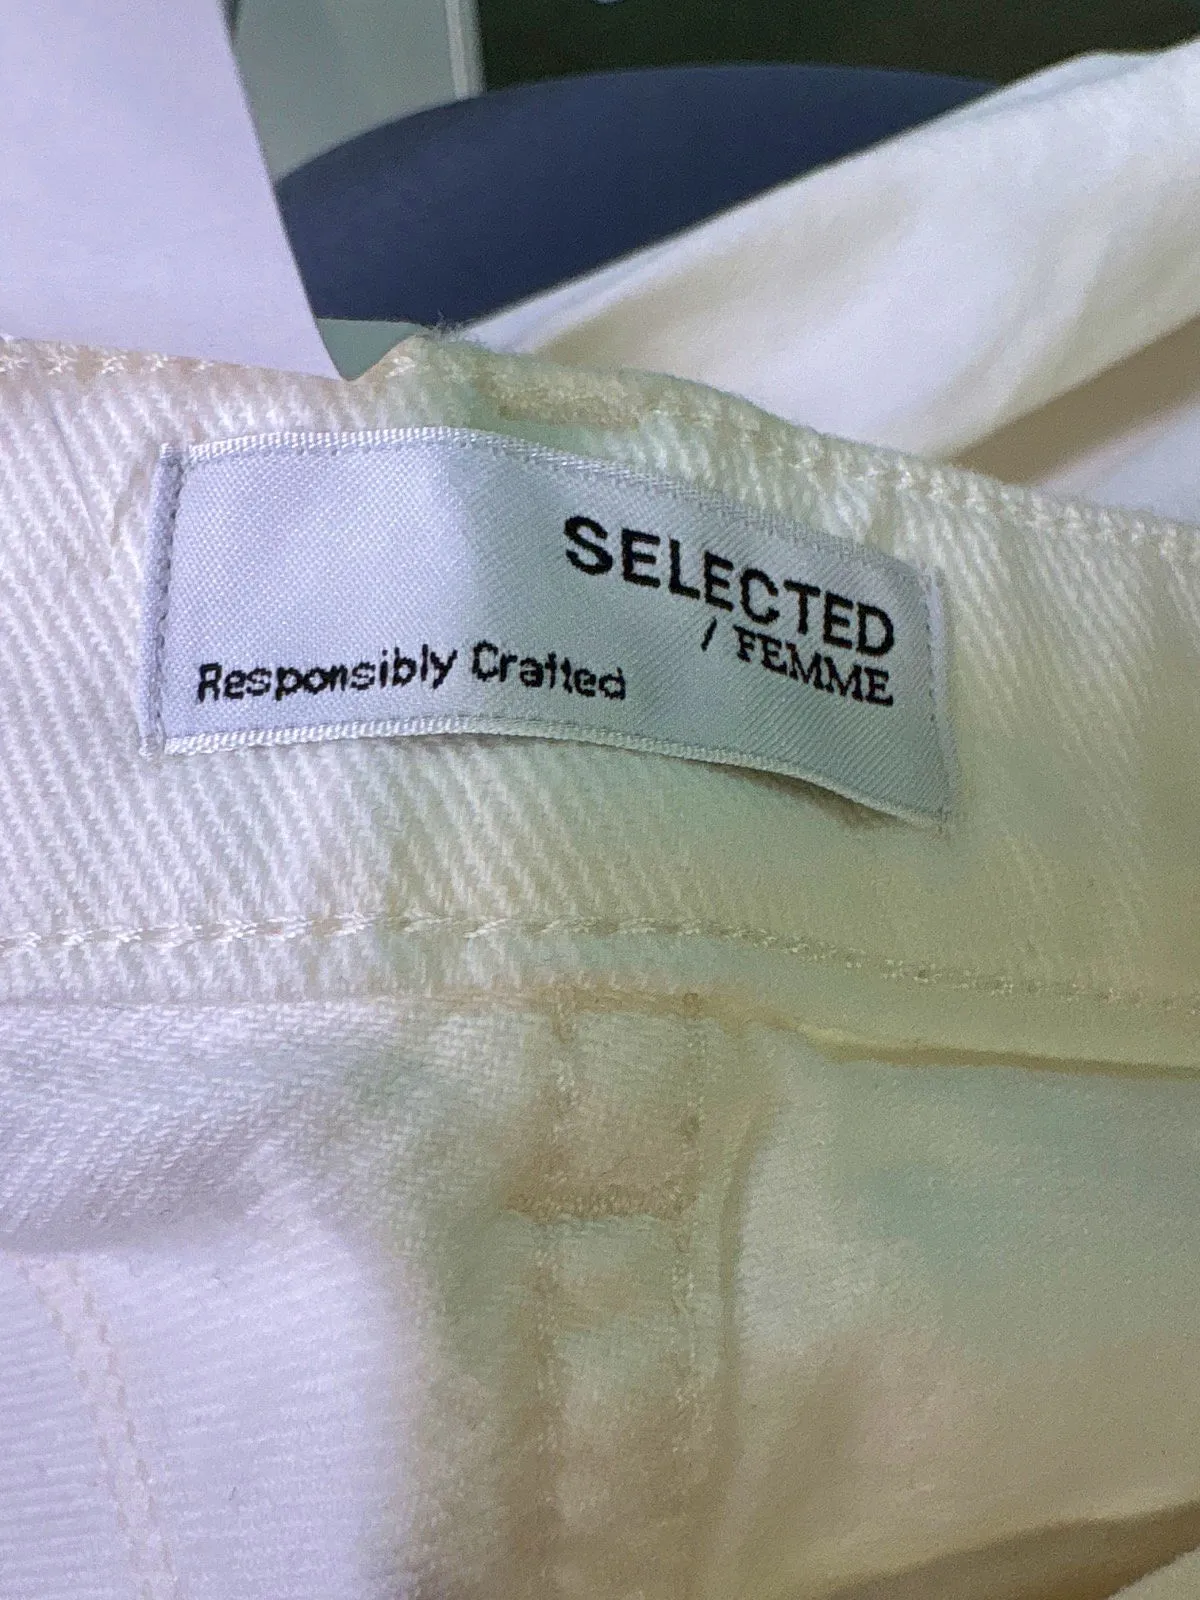 SELECTED
/ FEMME
Responsibly Crafted